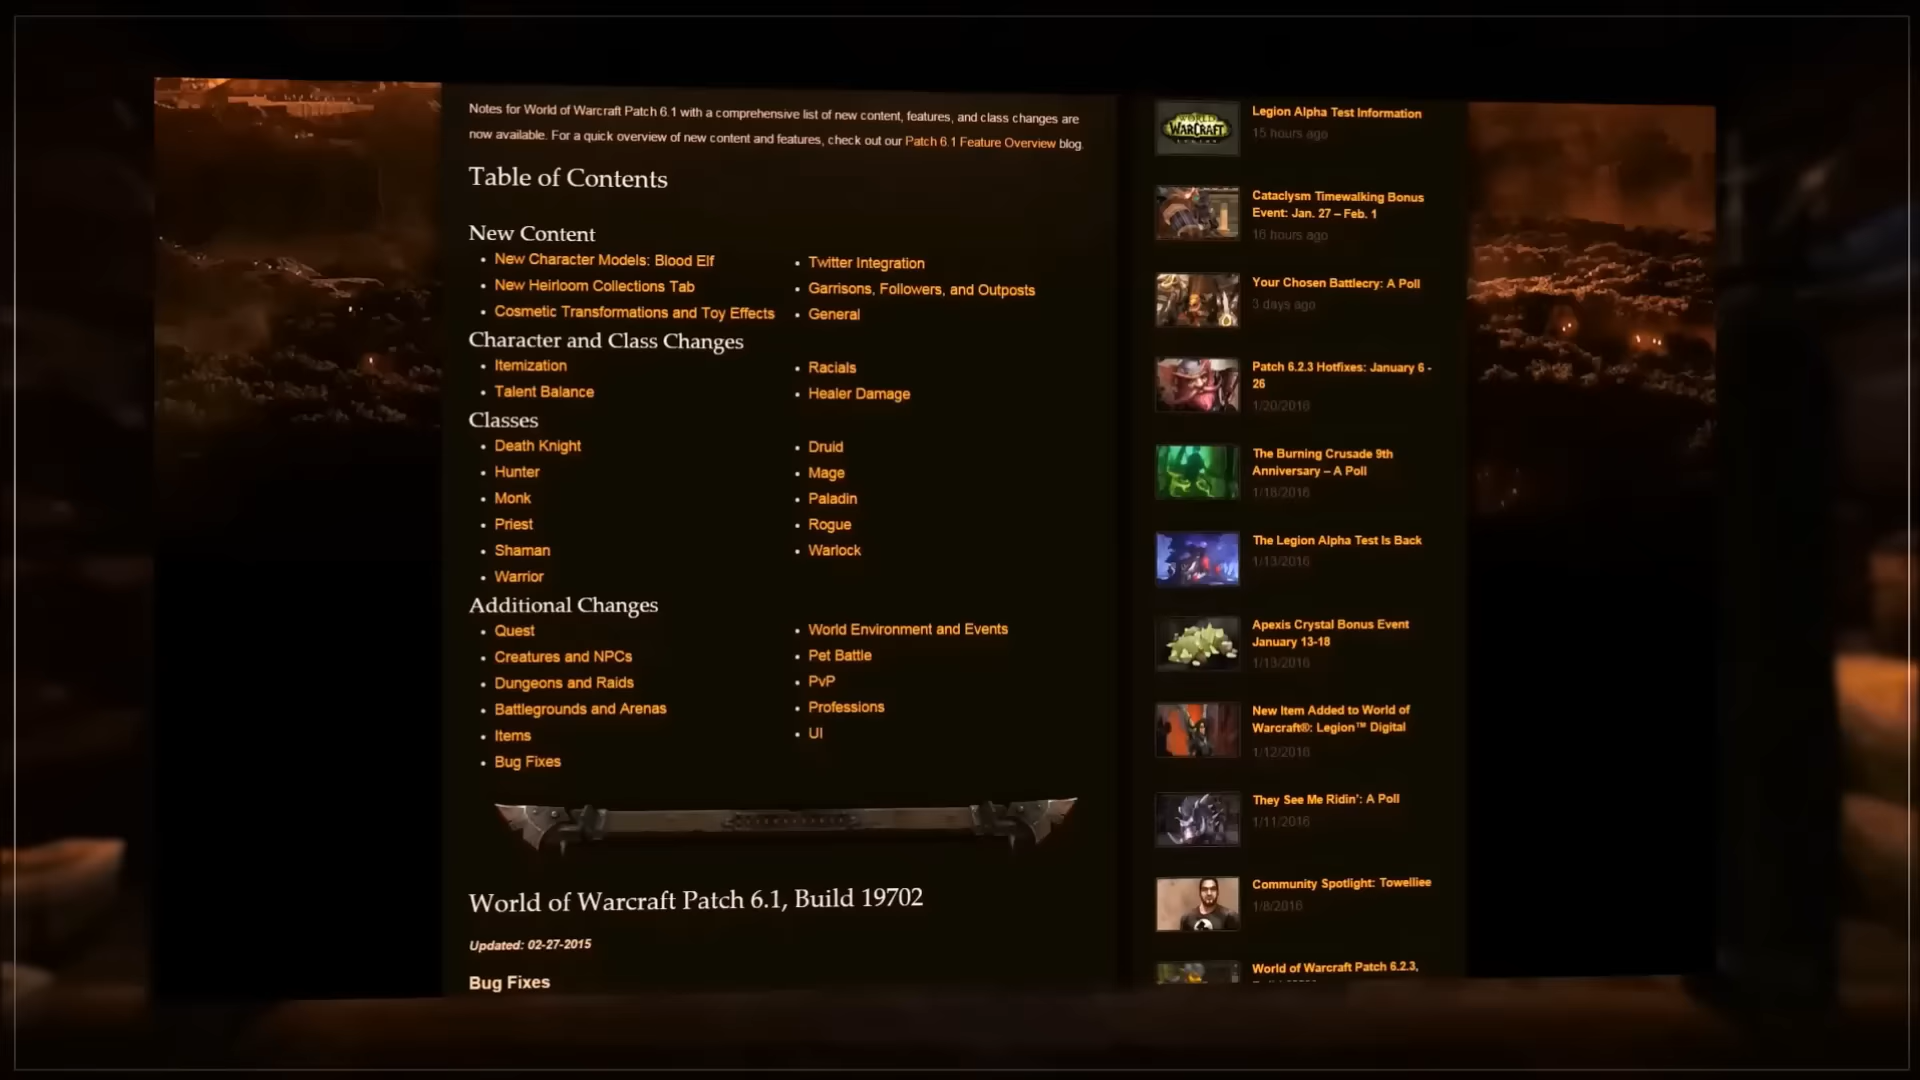 Notes for World of Warcraft Patch 6.1 with a comprehensive list of new content, features, and class changes are
now available. For a quick overview of new content and features, check out our Patch 6.1 Feature Overview blog.
Table of Contents
New Content
New Character Models: Blood Elf
New Heirloom Collections Tab
Cosmetic Transformations and Toy Effects
Twitter Integration
Garrisons, Followers, and Outposts
General
Character and Class Changes
Itemization
Talent Balance
Racials
Healer Damage
Classes
Death Knight
Hunter
Monk
Priest
Shaman
Warrior
Druid
Mage
Paladin
Rogue
Warlock
Additional Changes
Quest
Creatures and NPCs
Dungeons and Raids
Battlegrounds and Arenas
Items
Bug Fixes
World Environment and Events
Pet Battle
PvP
Professions
UI
World of Warcraft Patch 6.1, Build 19702
Updated: 02-27-2015
Bug Fixes
WORLD OF
WARCRAFT
LEGION
Legion Alpha Test Information
15 hours ago
Cataclysm Timewalking Bonus
Event: Jan. 27 – Feb. 1
16 hours ago
Your Chosen Battlecry: A Poll
3 days ago
Patch 6.2.3 Hotfixes: January 6 -
26
1/20/2016
The Burning Crusade 9th
Anniversary – A Poll
1/16/2016
The Legion Alpha Test Is Back
1/13/2016
Apexis Crystal Bonus Event
January 13-18
1/13/2016
New Item Added to World of
Warcraft®: Legion™ Digital
1/12/2016
They See Me Ridin': A Poll
1/11/2016
Community Spotlight: Towelliee
1/8/2016
World of Warcraft Patch 6.2.3,